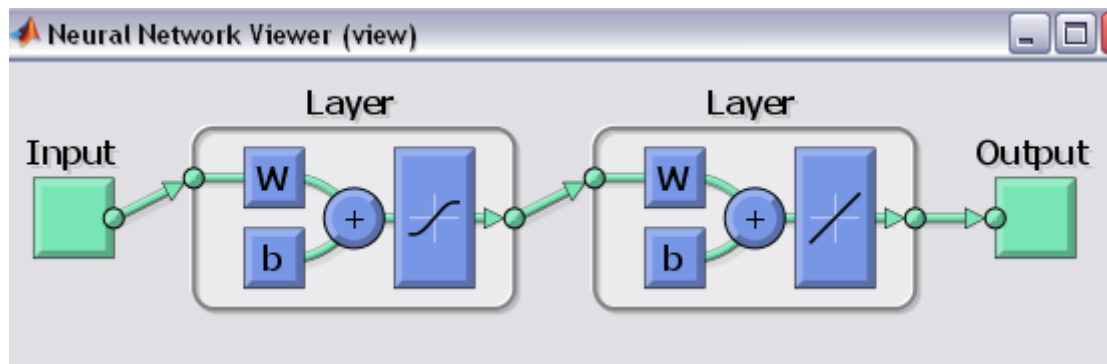 Neural Network Viewer (view)
Layer Layer
Input Output
W W
+ +
b b